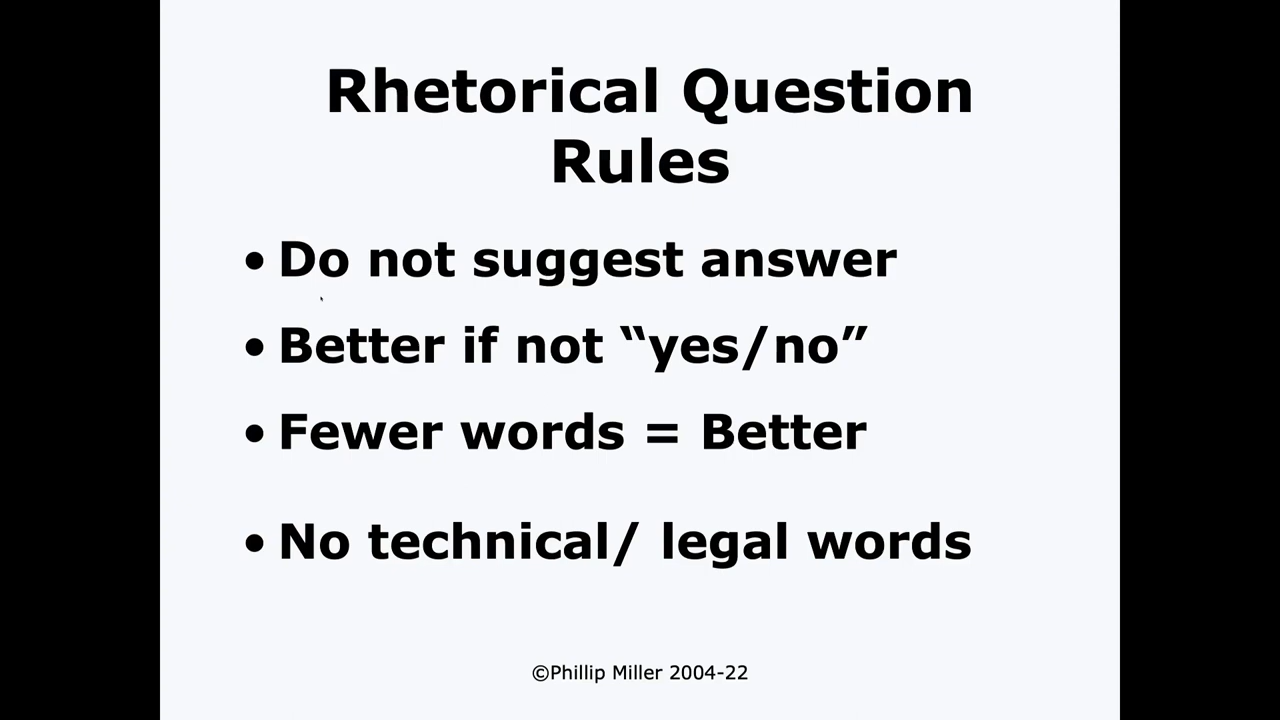 Rhetorical Question
Rules
• Do not suggest answer
• Better if not “yes/no”
• Fewer words = Better
• No technical/ legal words
©Phillip Miller 2004-22